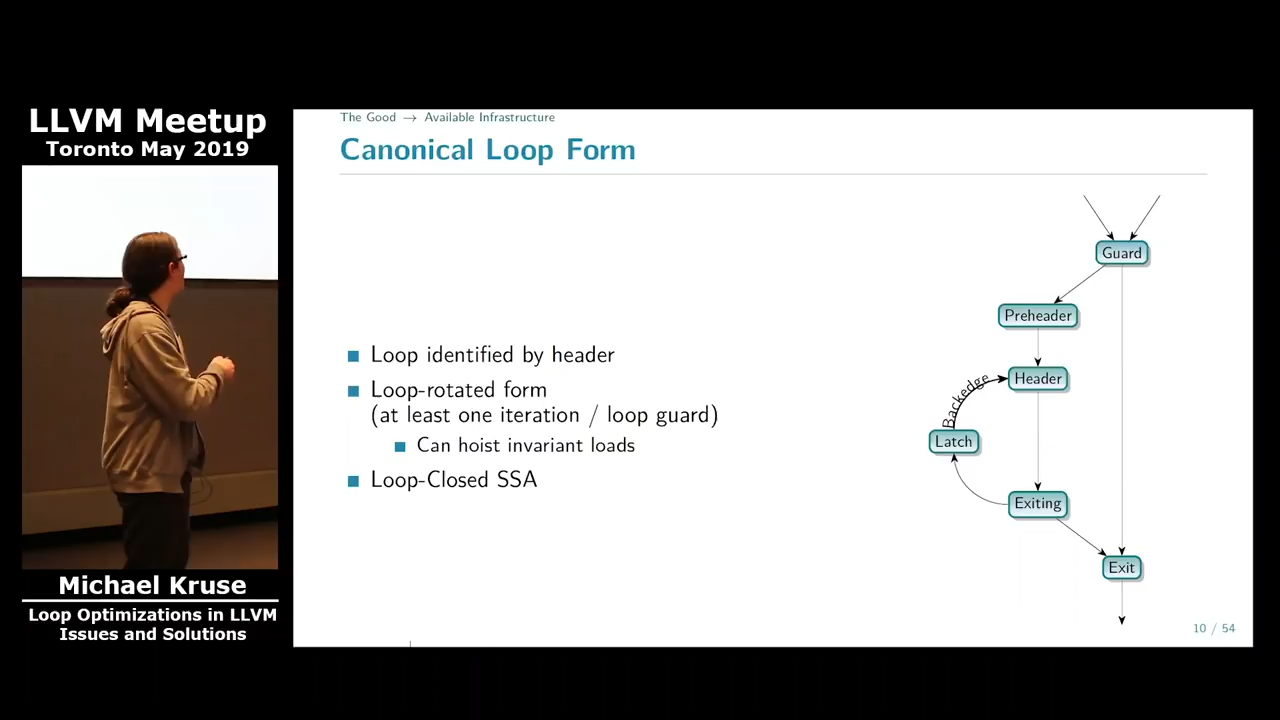 LLVM Meetup
Toronto May 2019
Michael Kruse
Loop Optimizations in LLVM
Issues and Solutions
The Good → Available Infrastructure
Canonical Loop Form
Loop identified by header
Loop-rotated form
(at least one iteration / loop guard)
Can hoist invariant loads
Loop-Closed SSA
Guard
Preheader
Header
Backedge
Latch
Exiting
Exit
10 / 54